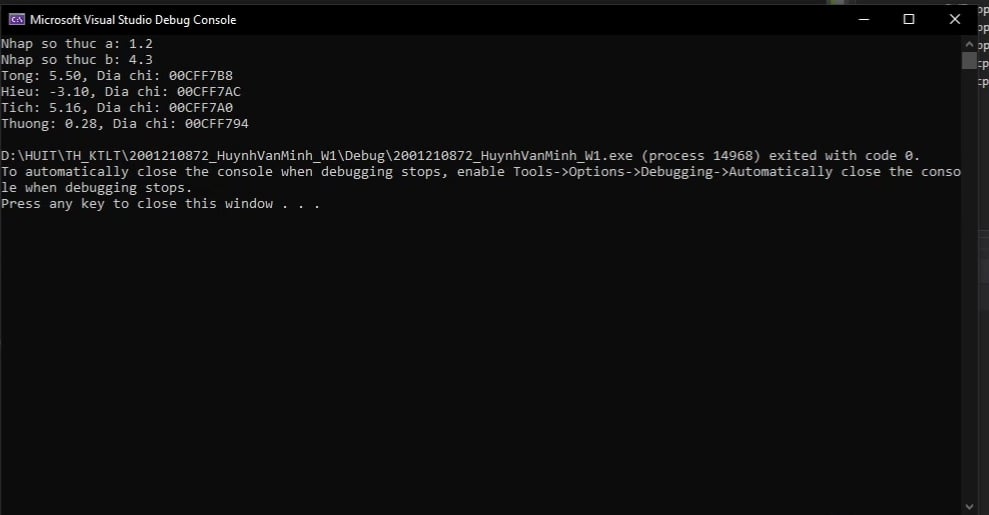 Microsoft Visual Studio Debug Console
Nhap so thuc a: 1.2
Nhap so thuc b: 4.3
Tong: 5.50, Dia chi: 00CFF7B8
Hieu: -3.10, Dia chi: 00CFF7AC
Tich: 5.16, Dia chi: 00CFF7A0
Thuong: 0.28, Dia chi: 00CFF794
D:\HUIT\TH_KTLT\2001210872_HuynhVanMinh_W1\Debug\2001210872_HuynhVanMinh_W1.exe (process 14968) exited with code 0.
To automatically close the console when debugging stops, enable Tools->Options->Debugging->Automatically close the conso
le when debugging stops.
Press any key to close this window . . .